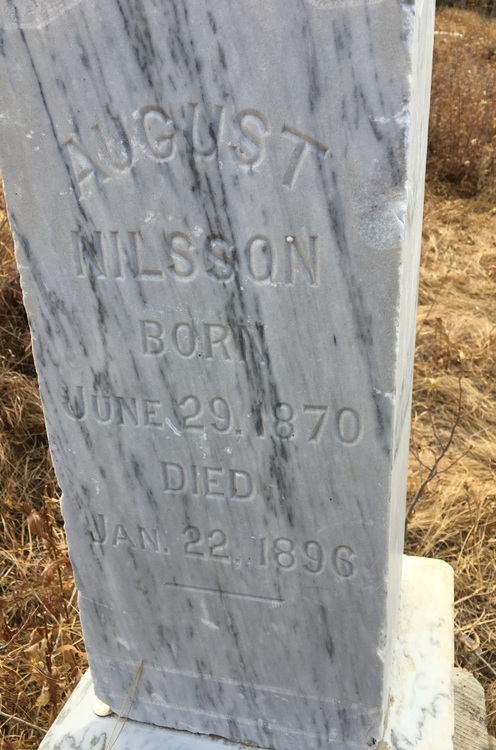 AUGUST
NILSSON
BORN
JUNE 29, 1870
DIED
JAN. 22, 1896